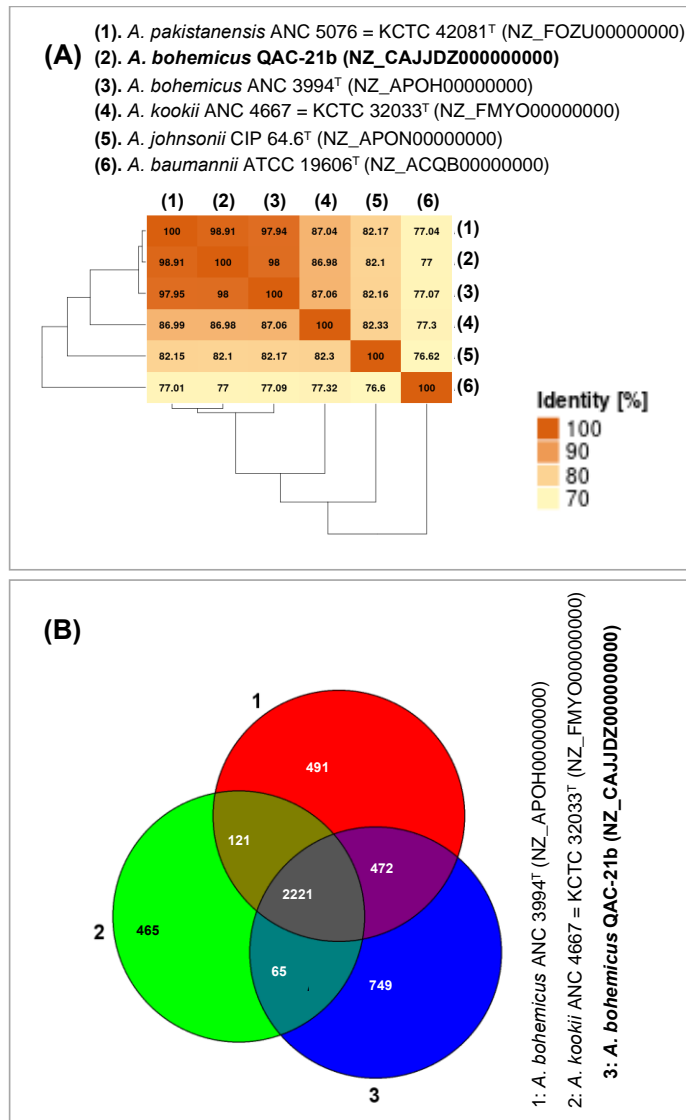 (A)
(1). A. pakistanensis ANC 5076 = KCTC 42081T (NZ_FOZU00000000)
(2). A. bohemicus QAC-21b (NZ_CAJJDZ000000000)
(3). A. bohemicus ANC 3994T (NZ_APOH00000000)
(4). A. kookii ANC 4667 = KCTC 32033T (NZ_FMYO00000000)
(5). A. johnsonii CIP 64.6T (NZ_APON00000000)
(6). A. baumannii ATCC 19606T (NZ_ACQB00000000)
(1) (2) (3) (4) (5) (6)
100 98.91 97.94 87.04 82.17 77.04 (1)
98.91 100 98 86.98 82.1 77 (2)
97.95 98 100 87.06 82.16 77.07 (3)
86.99 86.98 87.06 100 82.33 77.3 (4)
82.15 82.1 82.17 82.3 100 76.62 (5)
77.01 77 77.09 77.32 76.6 100 (6)
Identity [%]
100
90
80
70
(B)
1
491
121
472
2221
2
465
65
749
3
1: A. bohemicus ANC 3994T (NZ_APOH00000000)
2: A. kookii ANC 4667 = KCTC 32033T (NZ_FMYO00000000)
3: A. bohemicus QAC-21b (NZ_CAJJDZ000000000)